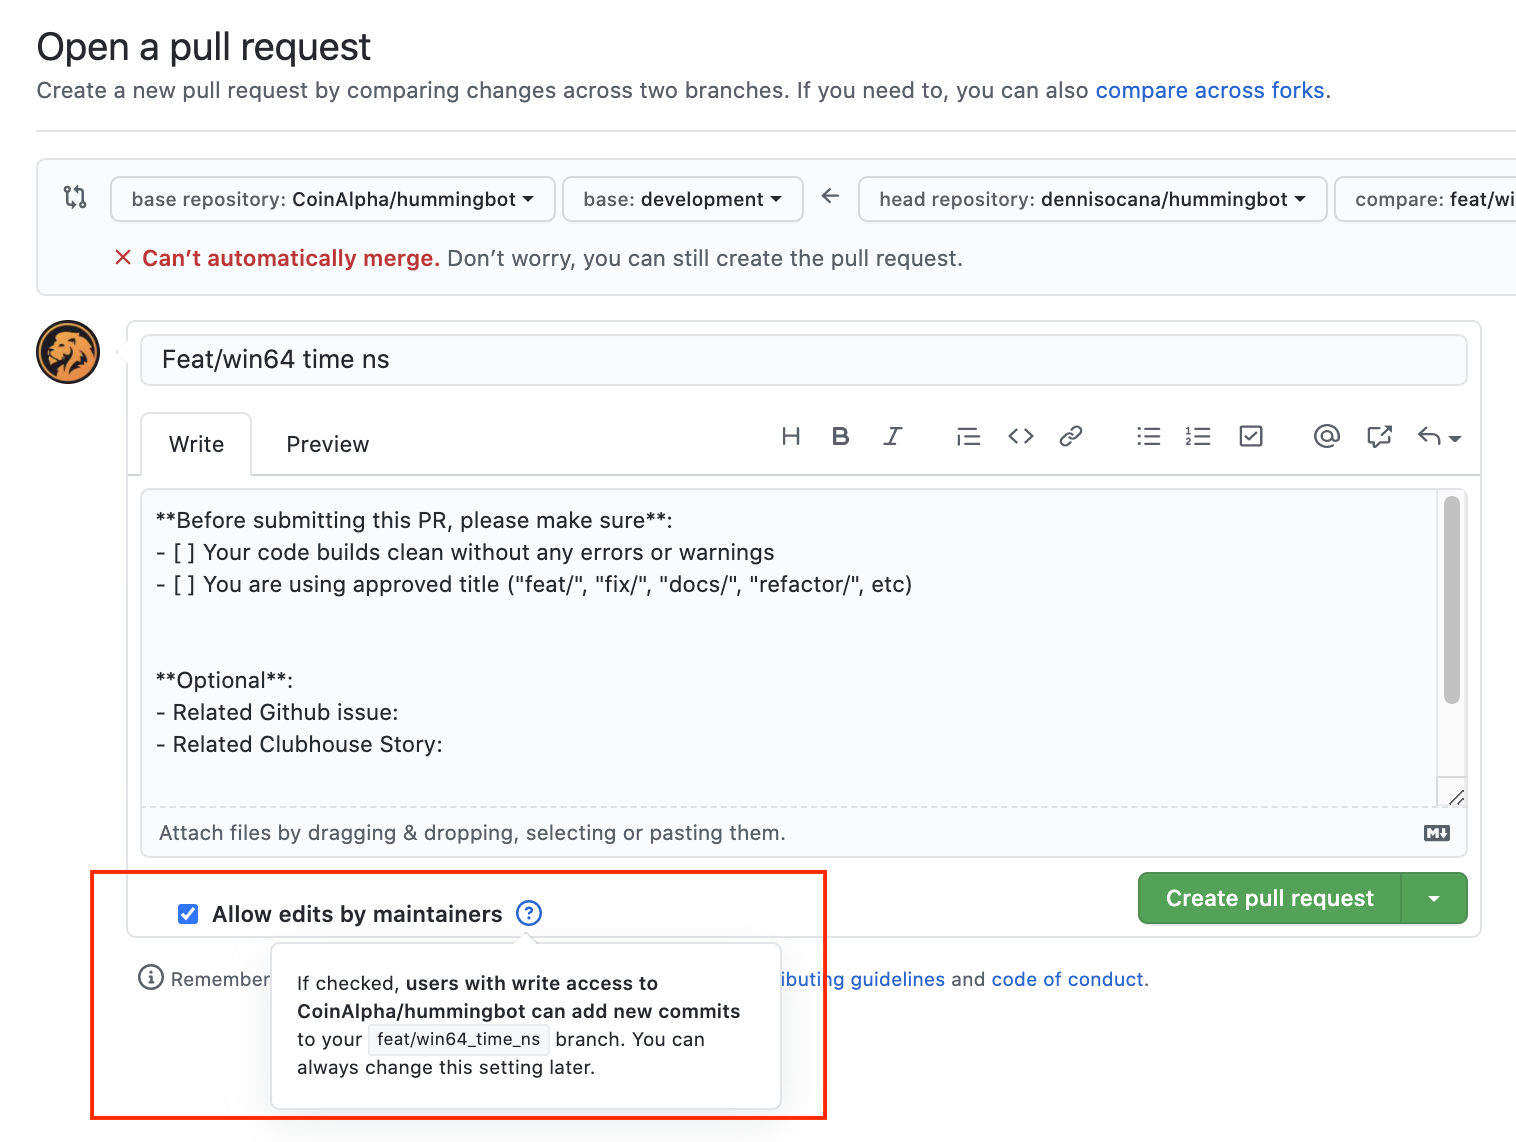 Open a pull request
Create a new pull request by comparing changes across two branches. If you need to, you can also compare across forks.
base repository: CoinAlpha/hummingbot base: development ← head repository: dennisocana/hummingbot compare: feat/wi
Can't automatically merge. Don't worry, you can still create the pull request.
Feat/win64 time ns
Write Preview
**Before submitting this PR, please make sure**:
- [ ] Your code builds clean without any errors or warnings
- [ ] You are using approved title ("feat/", "fix/", "docs/", "refactor/", etc)
**Optional**:
- Related Github issue:
- Related Clubhouse Story:
Attach files by dragging & dropping, selecting or pasting them.
Allow edits by maintainers
Create pull request
Remember ibuting guidelines and code of conduct.
If checked, users with write access to
CoinAlpha/hummingbot can add new commits
to your feat/win64_time_ns branch. You can
always change this setting later.